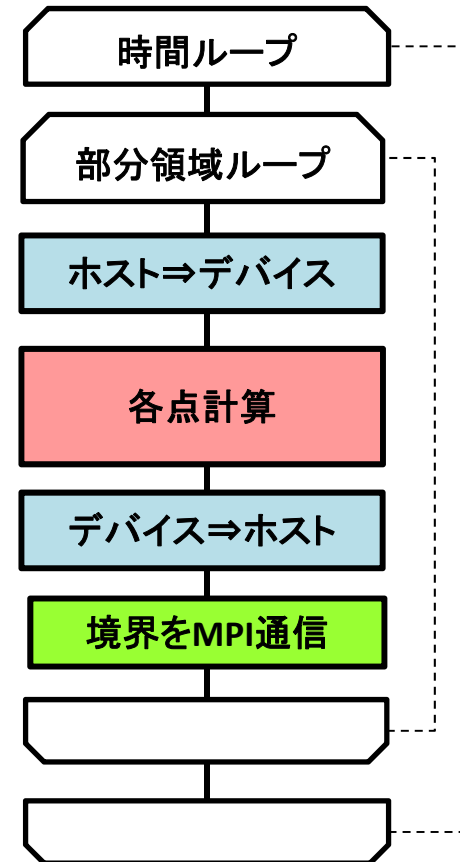 時間ループ
部分領域ループ
ホスト⇒デバイス
各点計算
デバイス⇒ホスト
境界をMPI通信